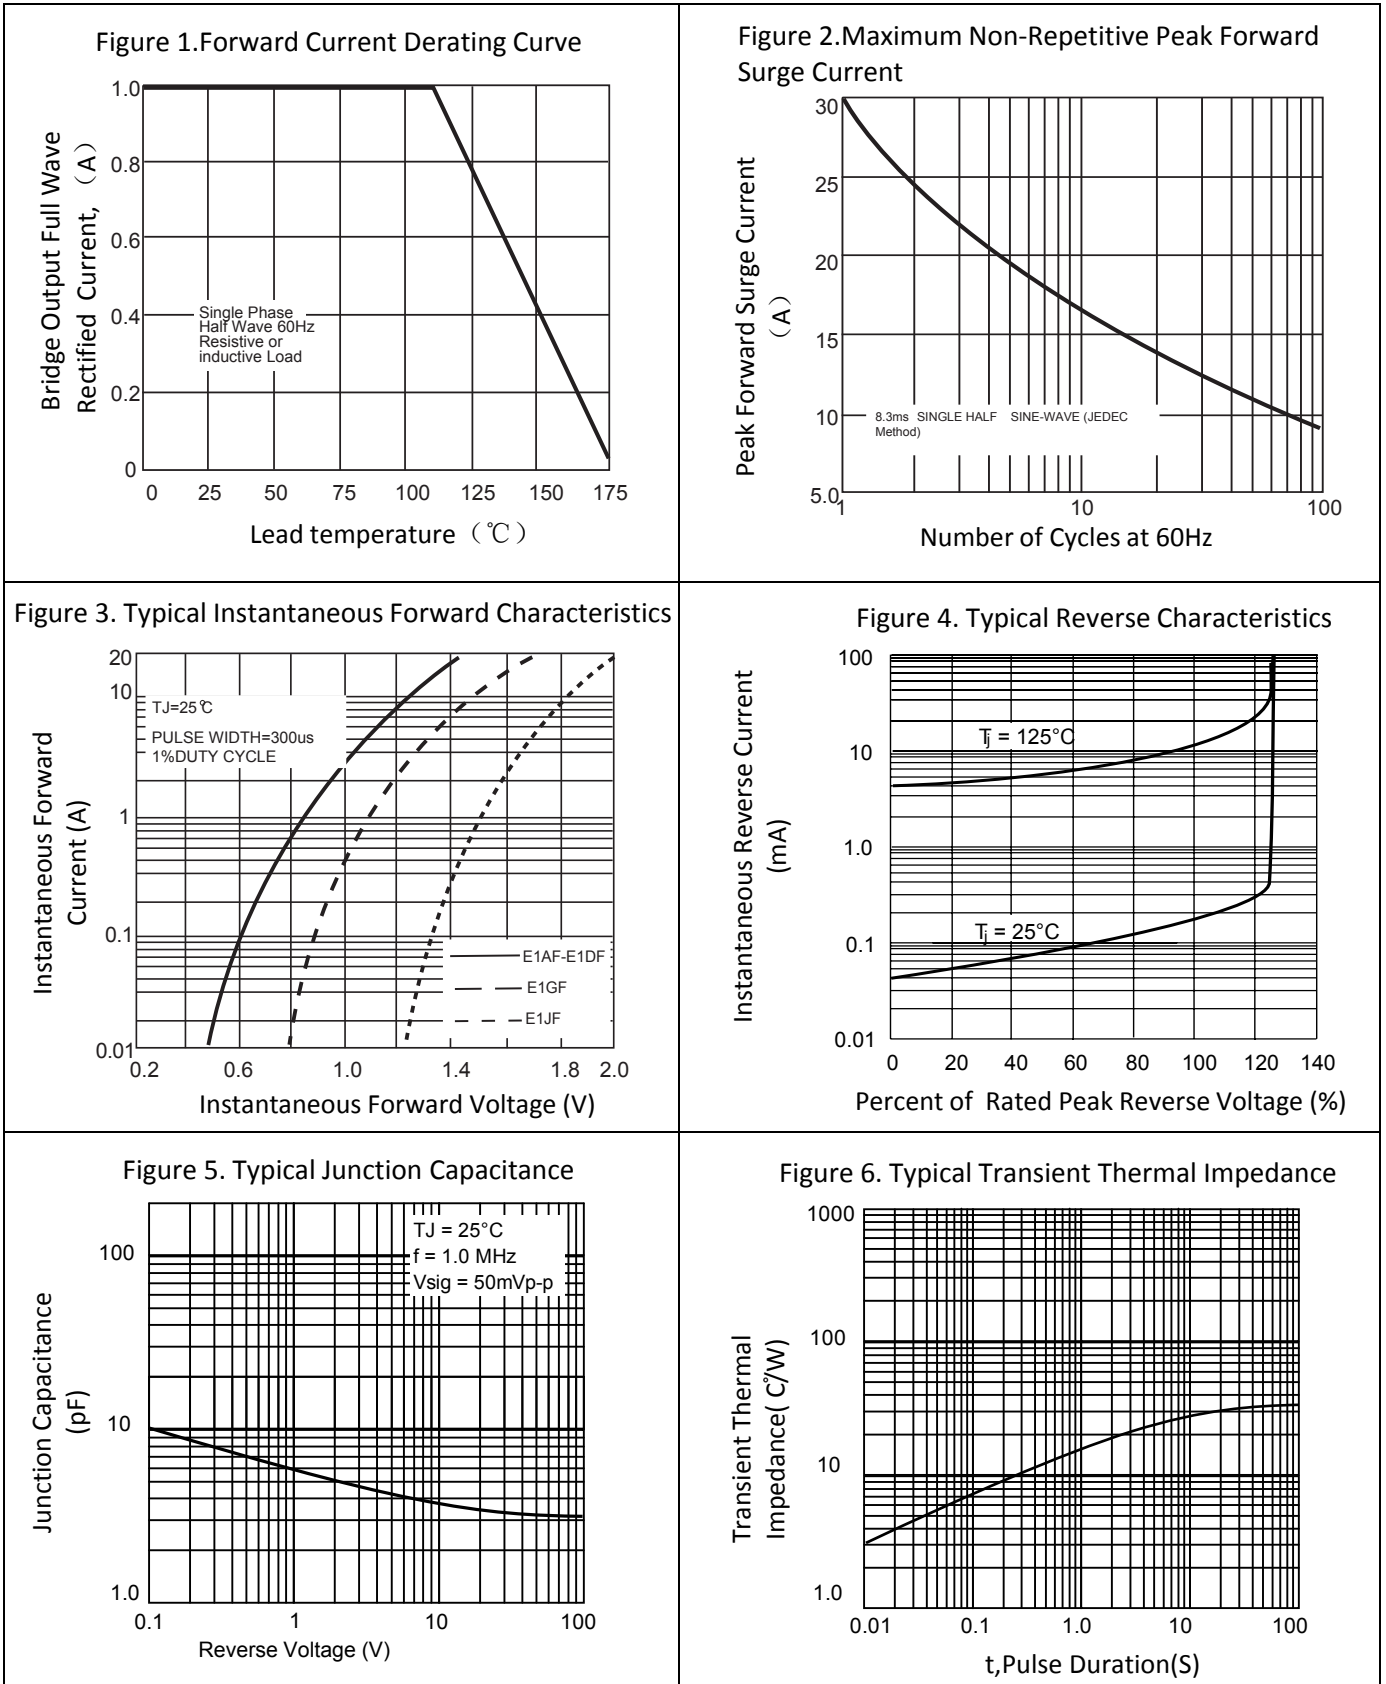 Figure 1.Forward Current Derating Curve
Bridge Output Full Wave
Rectified Current, （A）
1.0
0.8
0.6
0.4
0.2
0
Single Phase
Half Wave 60Hz
Resistive or
inductive Load
0 25 50 75 100 125 150 175
Lead temperature（℃）
Figure 2.Maximum Non-Repetitive Peak Forward
Surge Current
Peak Forward Surge Current
（A）
30
25
20
15
10
5.0
8.3ms SINGLE HALF SINE-WAVE (JEDEC
Method)
1 10 100
Number of Cycles at 60Hz
Figure 3. Typical Instantaneous Forward Characteristics
Instantaneous Forward
Current (A)
20
10
1
0.1
0.01
TJ=25℃
PULSE WIDTH=300us
1%DUTY CYCLE
E1AF-E1DF
E1GF
E1JF
0.2 0.6 1.0 1.4 1.8 2.0
Instantaneous Forward Voltage (V)
Figure 4. Typical Reverse Characteristics
Instantaneous Reverse Current
(mA)
100
10
1.0
0.1
0.01
Tj = 125°C
Tj = 25°C
0 20 40 60 80 100 120 140
Percent of Rated Peak Reverse Voltage (%)
Figure 5. Typical Junction Capacitance
Junction Capacitance
(pF)
100
10
1.0
TJ = 25°C
f = 1.0 MHz
Vsig = 50mVp-p
0.1 1 10 100
Reverse Voltage (V)
Figure 6. Typical Transient Thermal Impedance
Transient Thermal
Impedance( C°/W)
1000
100
10
1.0
0.01 0.1 1.0 10 100
t,Pulse Duration(S)